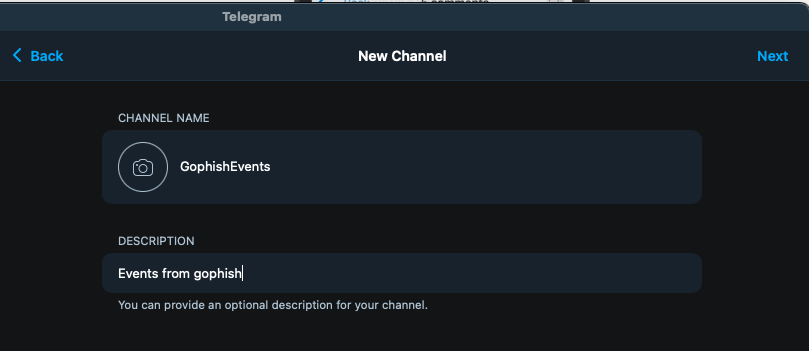 Telegram
Back
New Channel
Next
CHANNEL NAME
GophishEvents
DESCRIPTION
Events from gophish
You can provide an optional description for your channel.